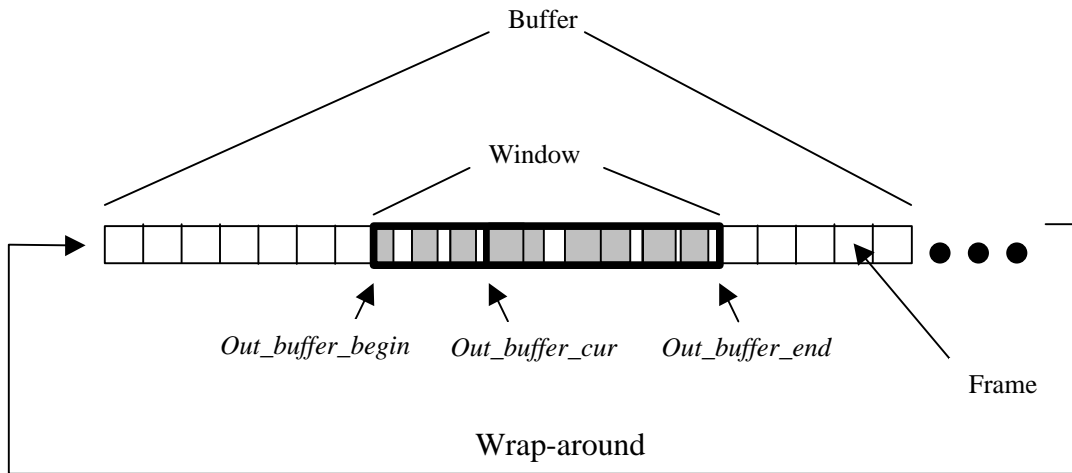 Buffer
Window
Out_buffer_begin Out_buffer_cur Out_buffer_end
Frame
Wrap-around